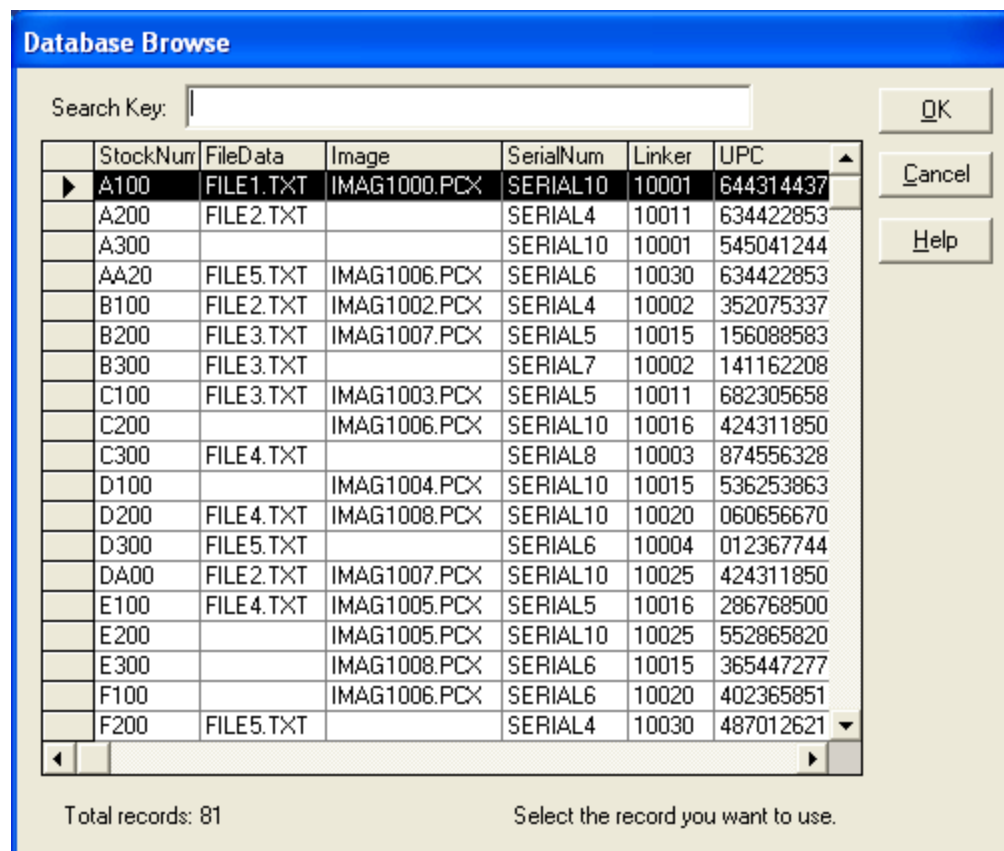 Database Browse
Search Key:
OK
Cancel
Help
StockNum FileData Image SerialNum Linker UPC
A100 FILE1.TXT IMAG1000.PCX SERIAL10 10001 644314437
A200 FILE2.TXT SERIAL4 10011 634422853
A300 SERIAL10 10001 545041244
AA20 FILE5.TXT IMAG1006.PCX SERIAL6 10030 634422853
B100 FILE2.TXT IMAG1002.PCX SERIAL4 10002 352075337
B200 FILE3.TXT IMAG1007.PCX SERIAL5 10015 156088583
B300 FILE3.TXT SERIAL7 10002 141162208
C100 FILE3.TXT IMAG1003.PCX SERIAL5 10011 682305658
C200 IMAG1006.PCX SERIAL10 10016 424311850
C300 FILE4.TXT SERIAL8 10003 874556328
D100 IMAG1004.PCX SERIAL10 10015 536253863
D200 FILE4.TXT IMAG1008.PCX SERIAL10 10020 060656670
D300 FILE5.TXT SERIAL6 10004 012367744
DA00 FILE2.TXT IMAG1007.PCX SERIAL10 10025 424311850
E100 FILE4.TXT IMAG1005.PCX SERIAL5 10016 286768500
E200 IMAG1005.PCX SERIAL10 10025 552865820
E300 IMAG1008.PCX SERIAL6 10015 365447277
F100 IMAG1006.PCX SERIAL6 10020 402365851
F200 FILE5.TXT SERIAL4 10030 487012621
Total records: 81
Select the record you want to use.